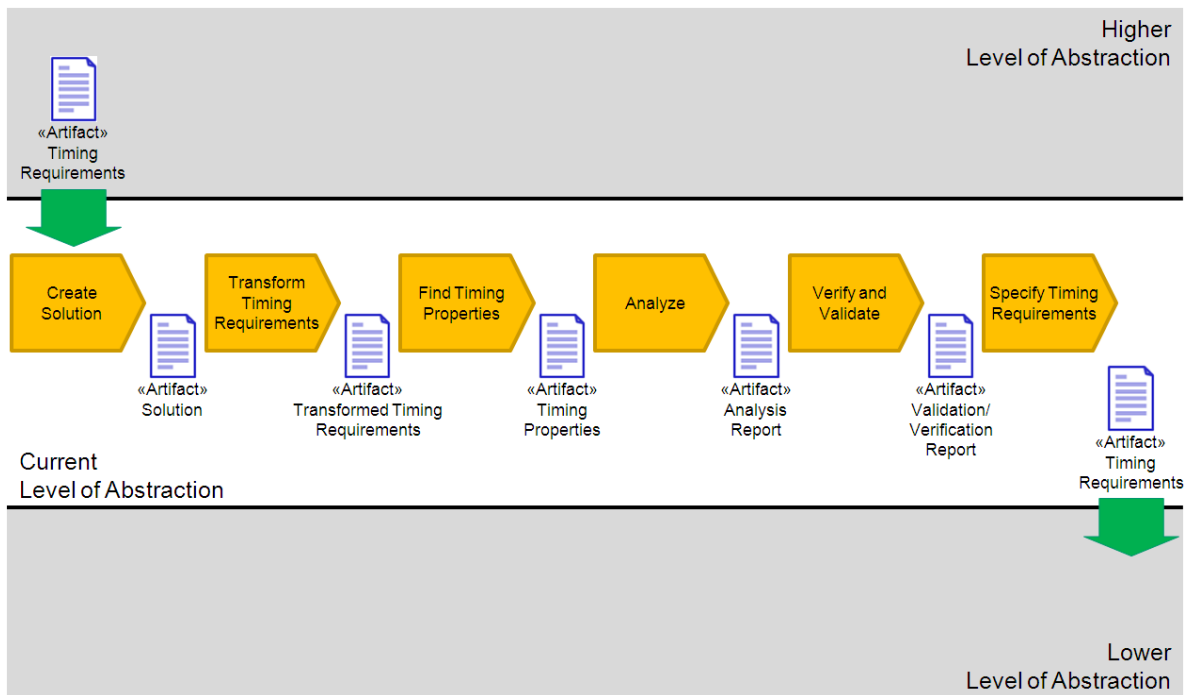 Higher
Level of Abstraction
«Artifact»
Timing
Requirements
Create
Solution
Transform
Timing
Requirements
Find Timing
Properties
Analyze
Verify and
Validate
Specify Timing
Requirements
«Artifact»
Solution
«Artifact»
Transformed Timing
Requirements
«Artifact»
Timing
Properties
«Artifact»
Analysis
Report
«Artifact»
Validation/
Verification
Report
«Artifact»
Timing
Requirements
Current
Level of Abstraction
Lower
Level of Abstraction